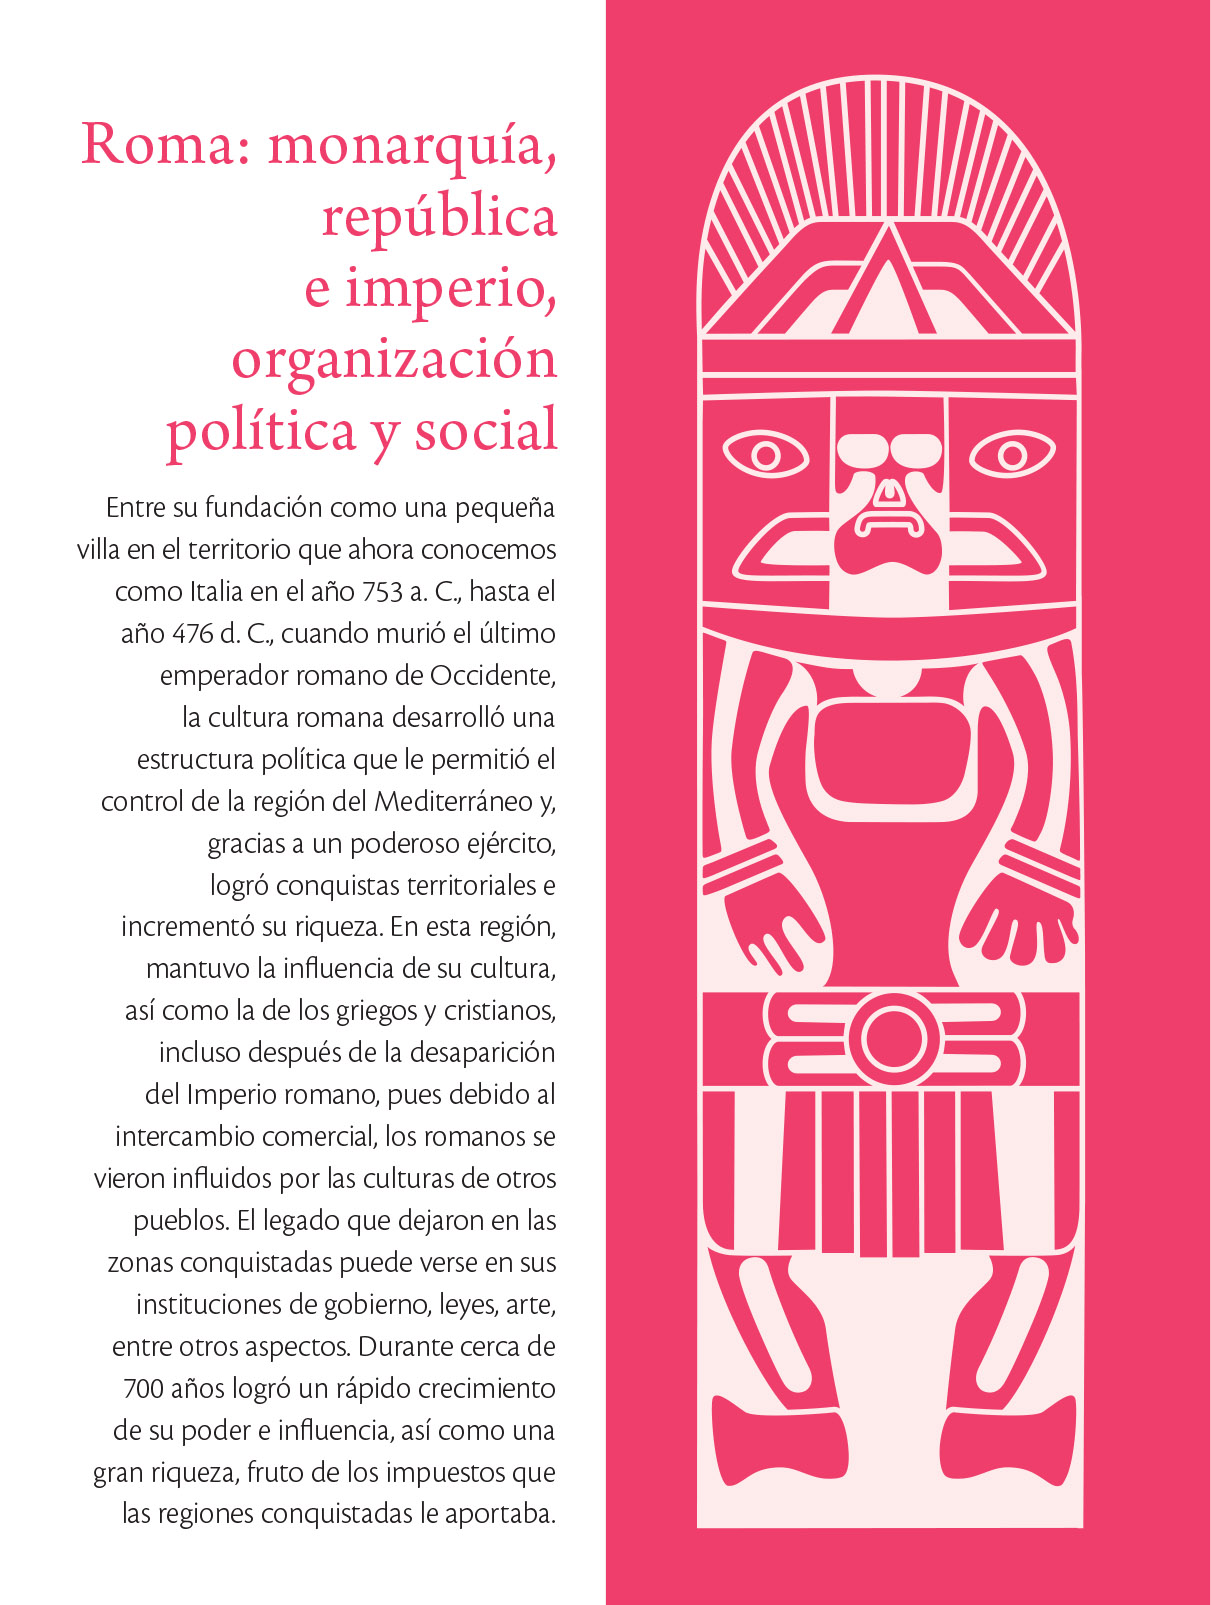 Roma: monarquía,
república
e imperio,
organización
política y social
Entre su fundación como una pequeña
villa en el territorio que ahora conocemos
como Italia en el año 753 a. C., hasta el
año 476 d. C., cuando murió el último
emperador romano de Occidente,
la cultura romana desarrolló una
estructura política que le permitió el
control de la región del Mediterráneo y,
gracias a un poderoso ejército,
logró conquistas territoriales e
incrementó su riqueza. En esta región,
mantuvo la influencia de su cultura,
así como la de los griegos y cristianos,
incluso después de la desaparición
del Imperio romano, pues debido al
intercambio comercial, los romanos se
vieron influidos por las culturas de otros
pueblos. El legado que dejaron en las
zonas conquistadas puede verse en sus
instituciones de gobierno, leyes, arte,
entre otros aspectos. Durante cerca de
700 años logró un rápido crecimiento
de su poder e influencia, así como una
gran riqueza, fruto de los impuestos que
las regiones conquistadas le aportaba.